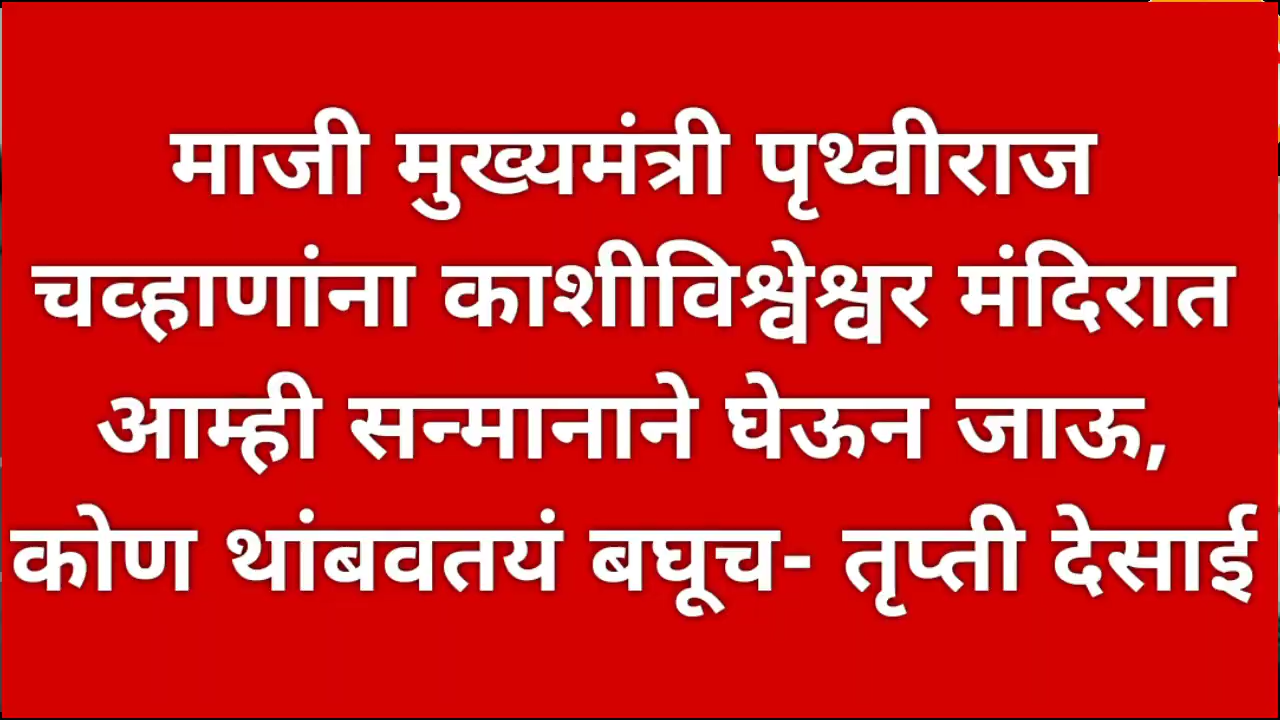 माजी मुख्यमंत्री पृथ्वीराज
चव्हाणांना काशीविश्वेश्वर मंदिरात
आम्ही सन्मानाने घेऊन जाऊ,
कोण थांबवतयं बघूच- तृप्ती देसाई